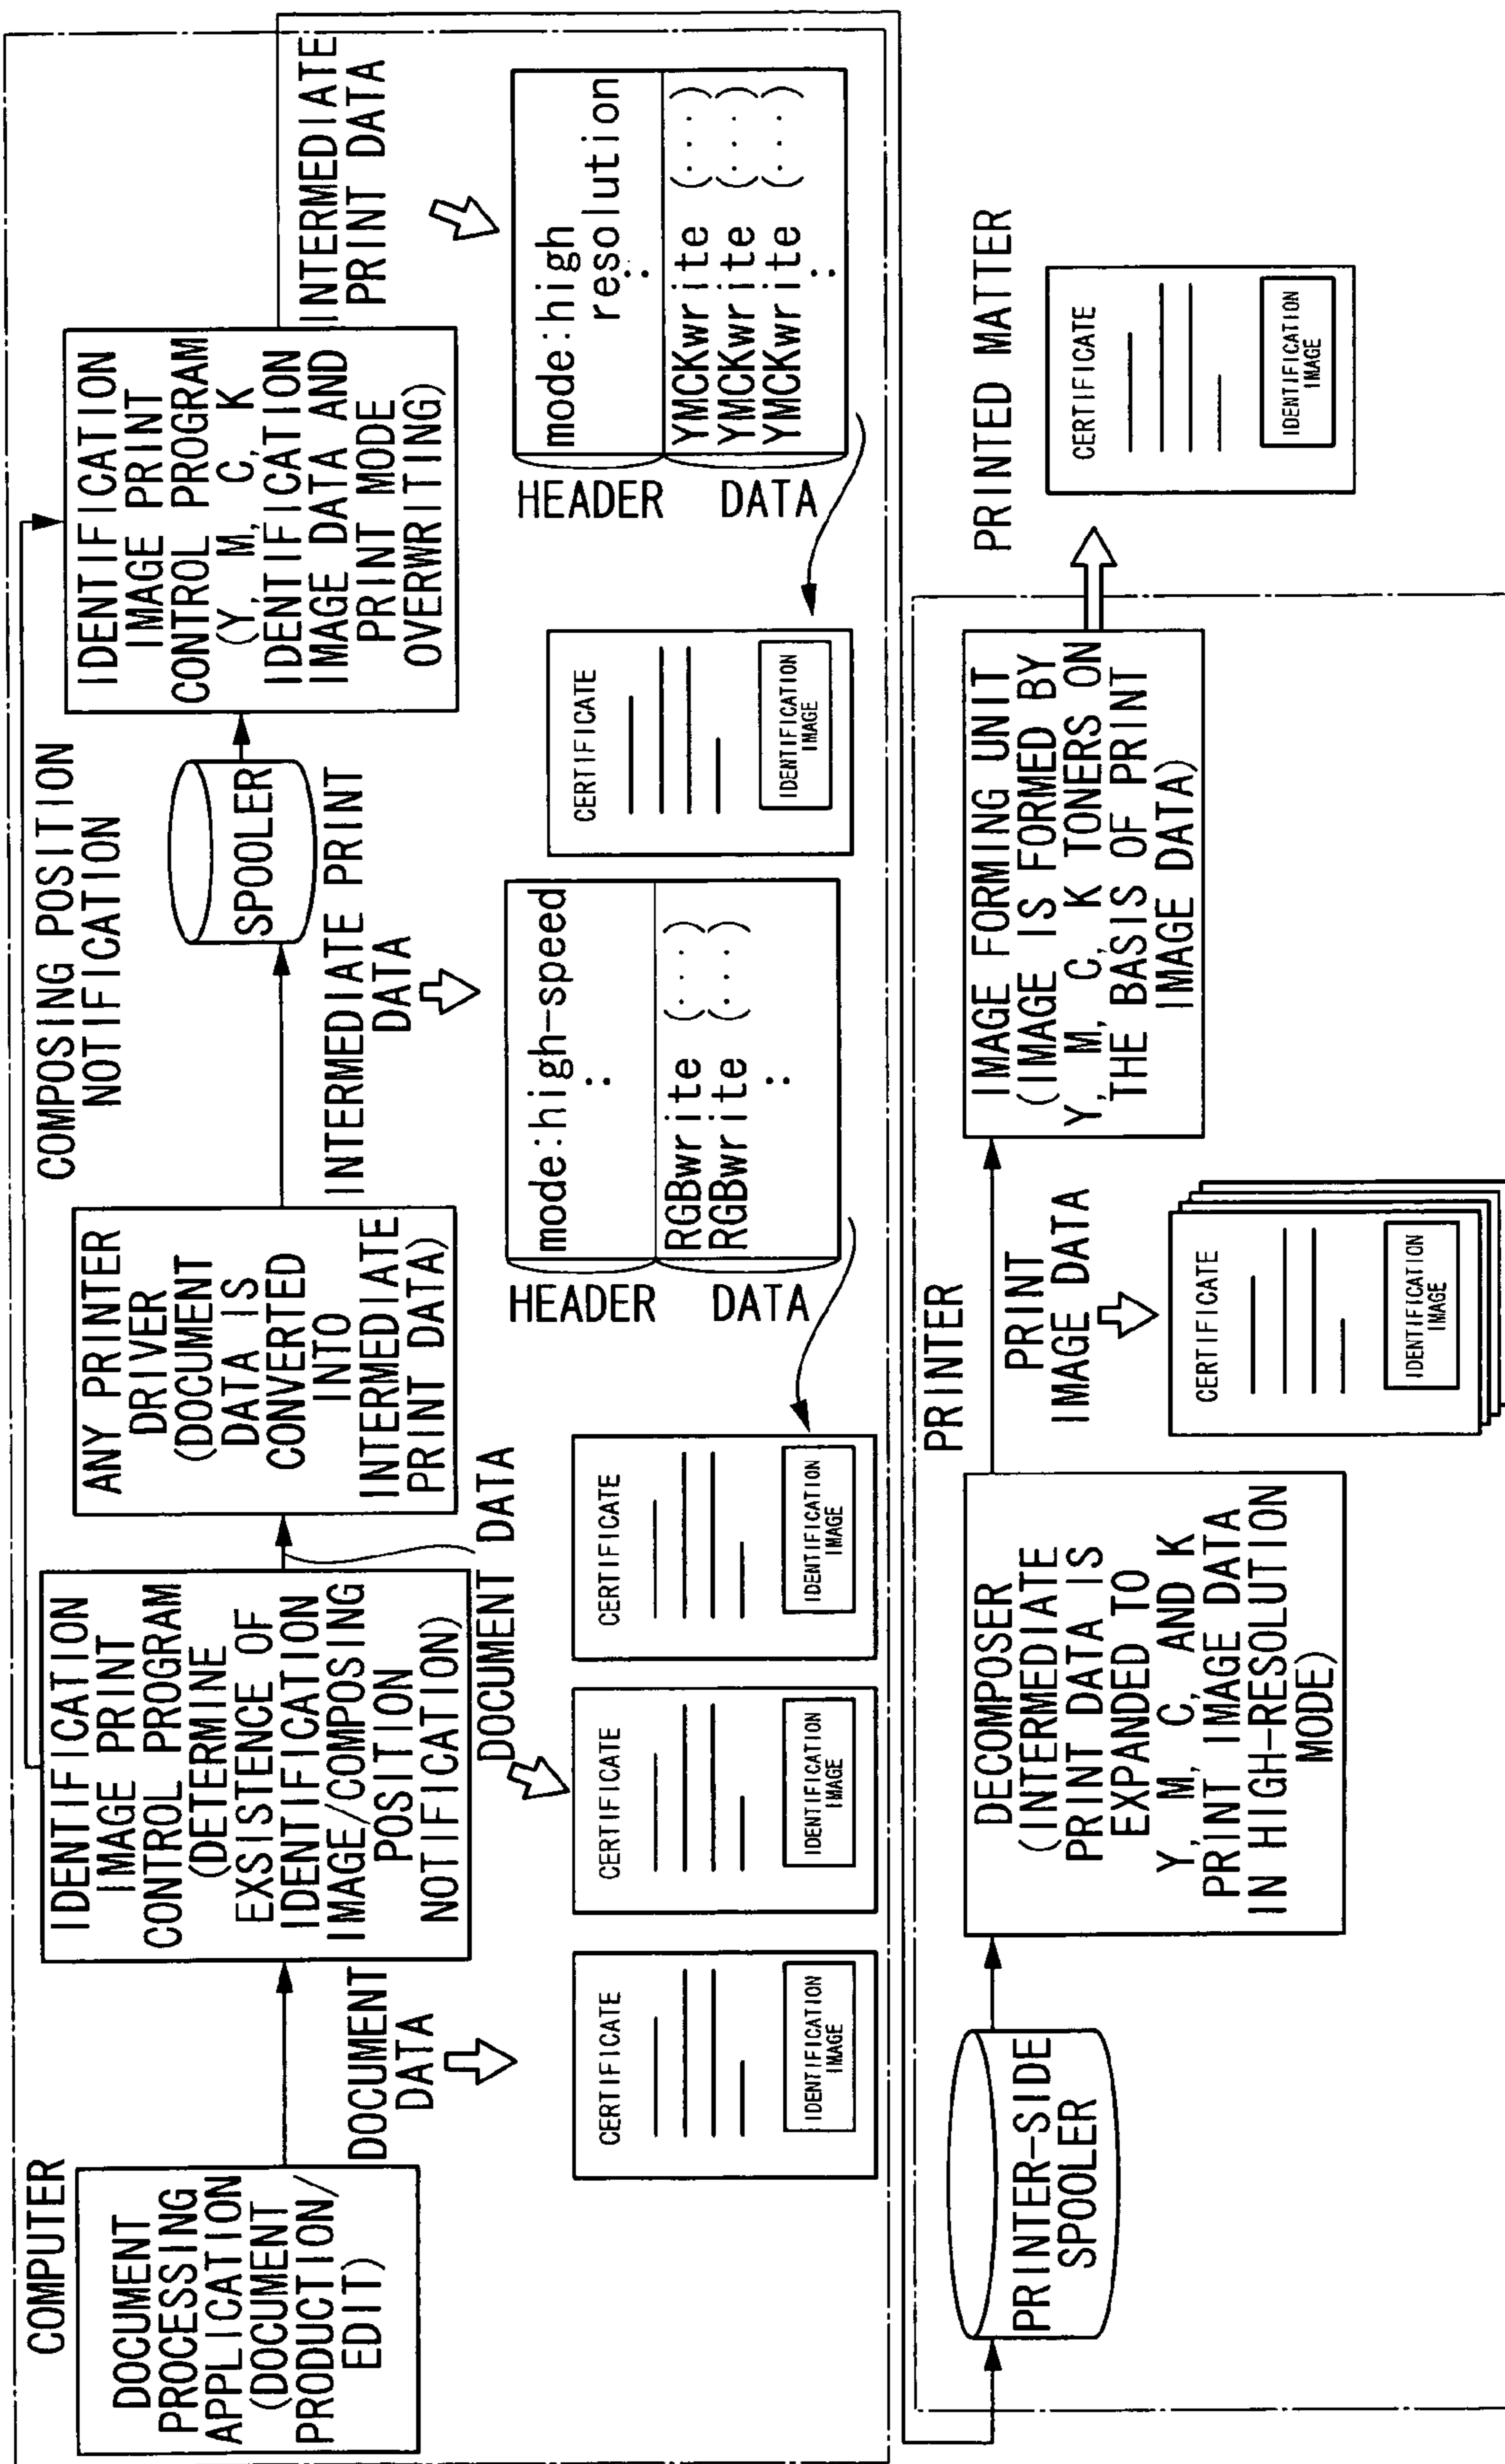 COMPUTER
DOCUMENT
PROCESSING
APPLICATION
(DOCUMENT
PRODUCTION/
EDIT)
DOCUMENT
DATA
CERTIFICATE
IDENTIFICATION
IMAGE
IDENTIFICATION
IMAGE PRINT
CONTROL PROGRAM
(DETERMINE
EXSISTENCE OF
IDENTIFICATION
IMAGE/COMPOSING
POSITION
NOTIFICATION)
DOCUMENT DATA
CERTIFICATE
IDENTIFICATION
IMAGE
ANY PRINTER
DRIVER
(DOCUMENT
DATA IS
CONVERTED
INTO
INTERMEDIATE
PRINT DATA)
CERTIFICATE
IDENTIFICATION
IMAGE
COMPOSING POSITION
NOTIFICATION
SPOOLER
INTERMEDIATE PRINT
DATA
mode:high-speed
:
RGBwrite (...)
RGBwrite (...)
:
HEADER
DATA
CERTIFICATE
IDENTIFICATION
IMAGE
IDENTIFICATION
IMAGE PRINT
CONTROL PROGRAM
(Y, M, C, K
IDENTIFICATION
IMAGE DATA AND
PRINT MODE
OVERWRITING)
INTERMEDIATE
PRINT DATA
mode:high
resolution
:
YMCKwrite (...)
YMCKwrite (...)
YMCKwrite (...)
:
HEADER
DATA
PRINTER
PRINTER-SIDE
SPOOLER
DECOMPOSER
(INTERMEDIATE
PRINT DATA IS
EXPANDED TO
Y, M, C, AND K
PRINT IMAGE DATA
IN HIGH-RESOLUTION
MODE)
PRINT
IMAGE DATA
CERTIFICATE
IDENTIFICATION
IMAGE
IMAGE FORMING UNIT
(IMAGE IS FORMED BY
Y, M, C, K TONERS ON
THE BASIS OF PRINT
IMAGE DATA)
PRINTED MATTER
CERTIFICATE
IDENTIFICATION
IMAGE